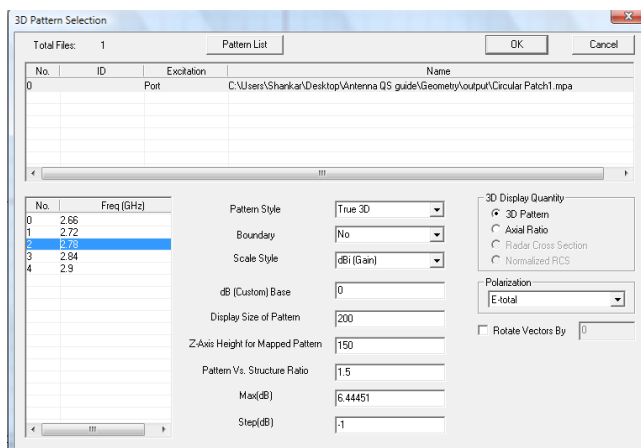 3D Pattern Selection
Total Files: 1 Pattern List OK Cancel
No. ID Excitation Name
0 Port C:\Users\Shankar\Desktop\Antenna QS guide\Geometry\output\Circular Patch1.mpa
No. Freq (GHz)
0 2.66
1 2.72
2 2.78
3 2.84
4 2.9
Pattern Style True 3D
Boundary No
Scale Style dBi (Gain)
dB (Custom) Base 0
Display Size of Pattern 200
Z-Axis Height for Mapped Pattern 150
Pattern Vs. Structure Ratio 1.5
Max(dB) 6.44451
Step(dB) -1
3D Display Quantity
3D Pattern
Axial Ratio
Radar Cross Section
Normalized RCS
Polarization
E-total
Rotate Vectors By 0